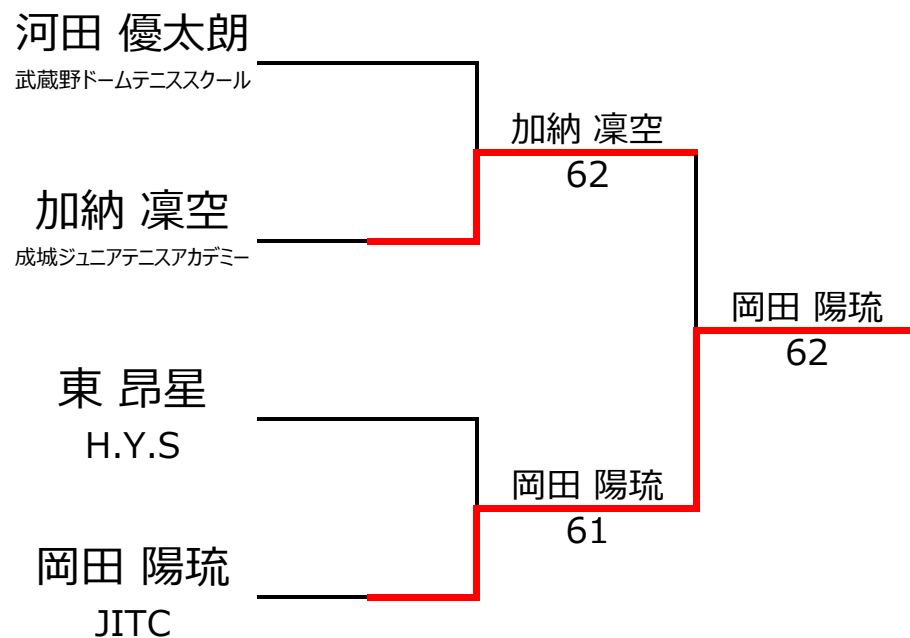 河田 優太朗
武蔵野ドームテニススクール
加納 凜空
62
加納 凜空
成城ジュニアテニスアカデミー
岡田 陽琉
62
東 昂星
H.Y.S
岡田 陽琉
61
岡田 陽琉
JITC